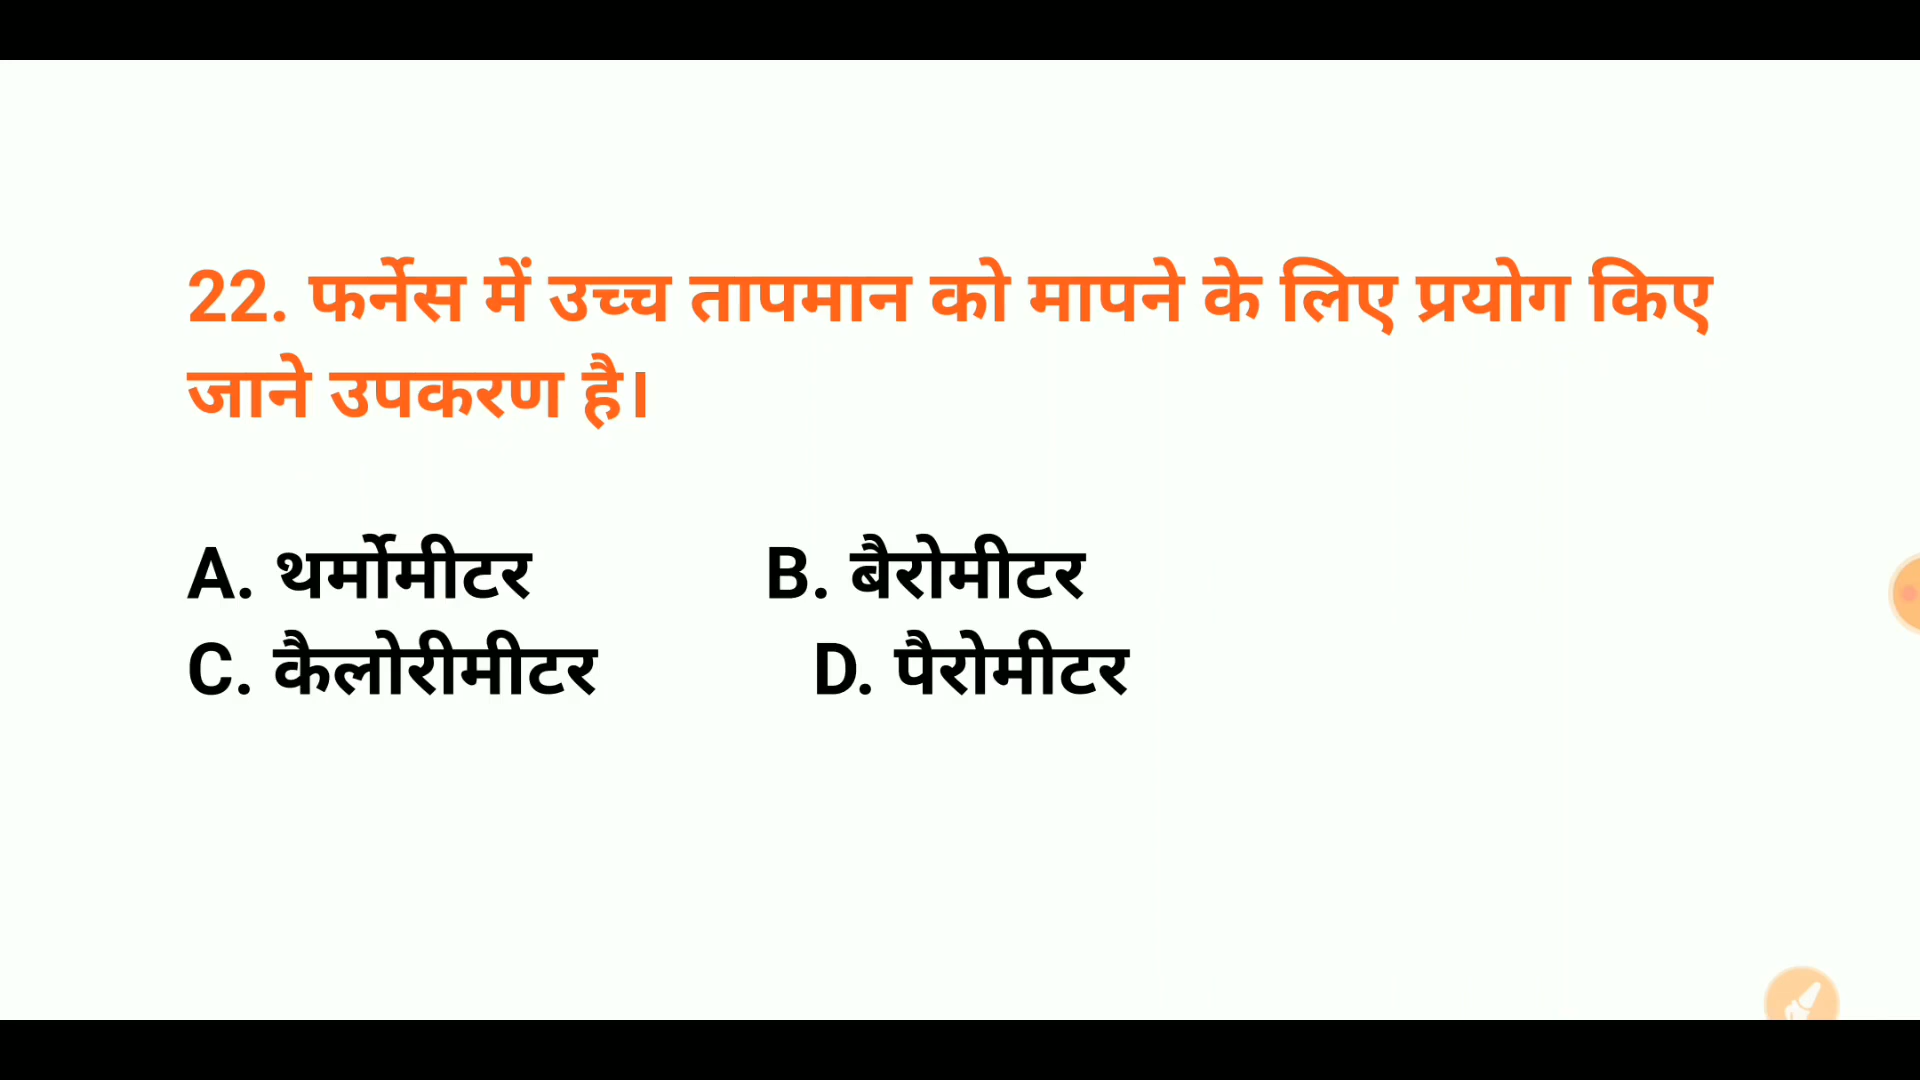 22. फर्नेस में उच्च तापमान को मापने के लिए प्रयोग किए
जाने उपकरण है।
A. थर्मोमीटर B. बैरोमीटर
C. कैलोरीमीटर D. पैरोमीटर